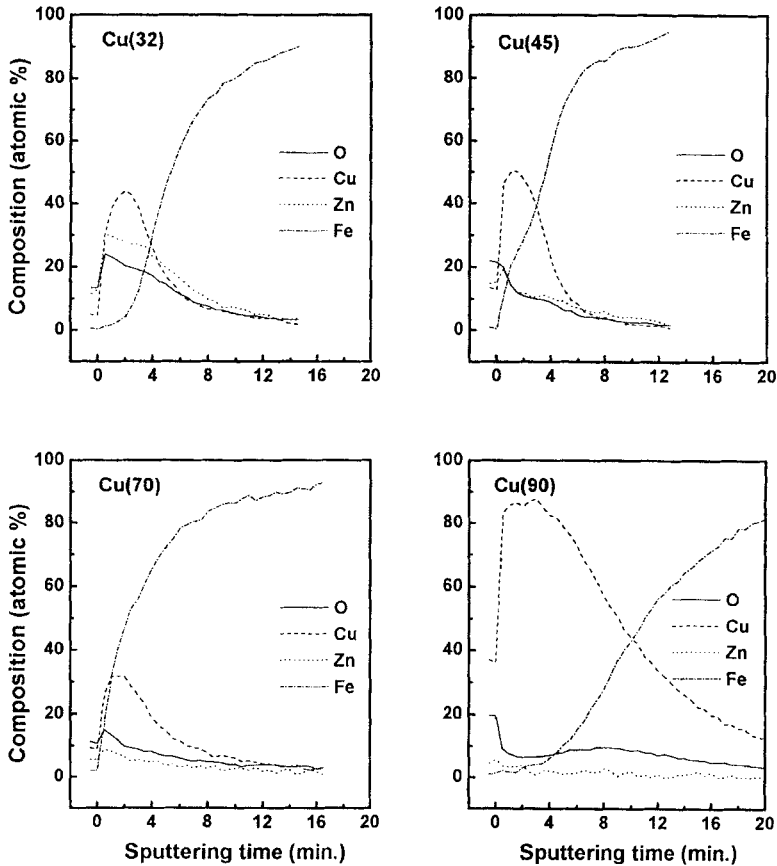 Cu(32)
Composition (atomic %)
100
80
60
40
20
0
O
Cu
Zn
Fe
0 4 8 12 16 20
Cu(45)
100
80
60
40
20
0
O
Cu
Zn
Fe
0 4 8 12 16 20
Cu(70)
Composition (atomic %)
100
80
60
40
20
0
O
Cu
Zn
Fe
0 4 8 12 16 20
Sputtering time (min.)
Cu(90)
100
80
60
40
20
0
O
Cu
Zn
Fe
0 4 8 12 16 20
Sputtering time (min.)